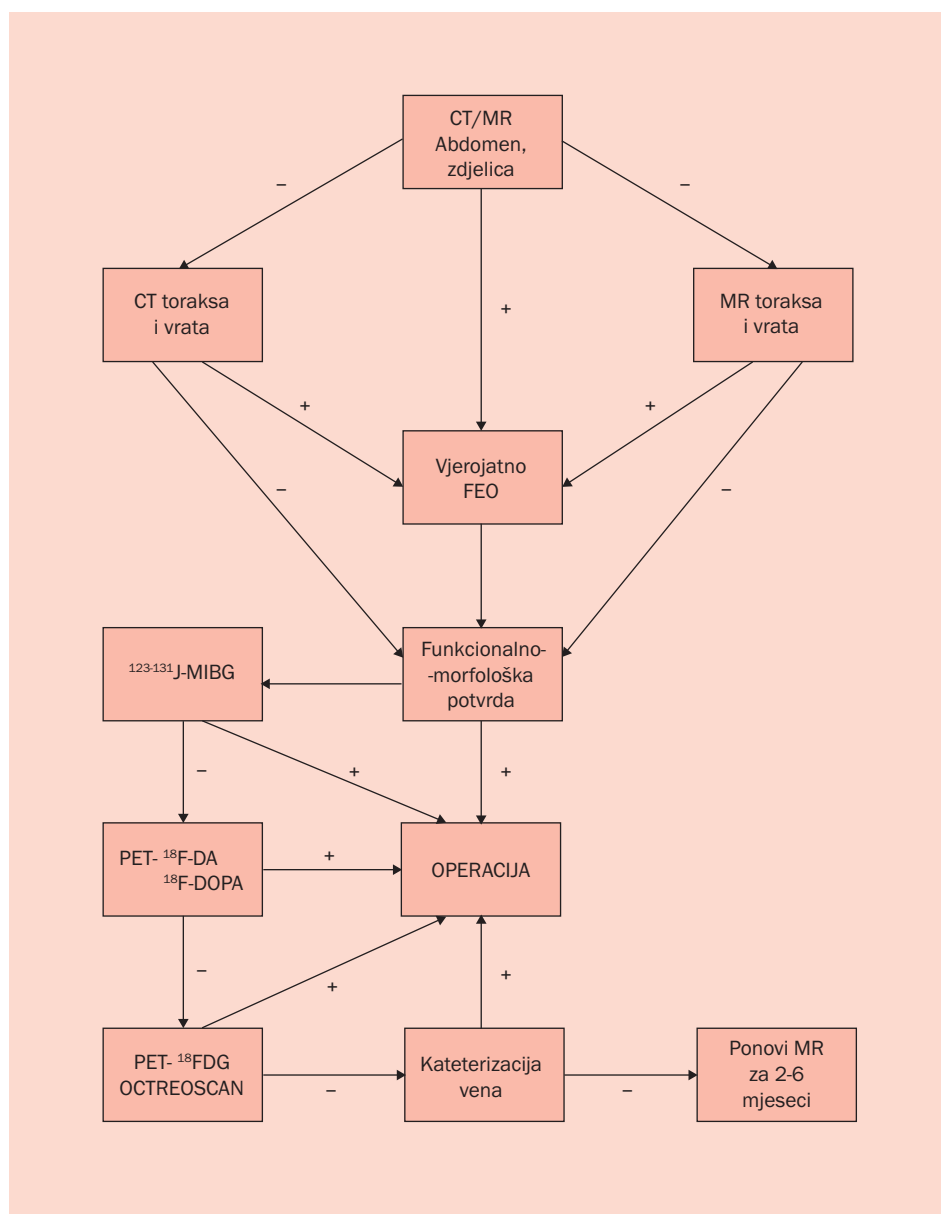 CT/MR
Abdomen,
zdjelica
–
–
CT toraksa
i vrata
+
MR toraksa
i vrata
+
+
Vjerojatno
FEO
–
–
123-131J-MIBG
Funkcionalno-
-morfološka
potvrda
–
+
+
PET- 18F-DA
18F-DOPA
+
OPERACIJA
–
+
+
PET- 18FDG
OCTREOSCAN
–
Kateterizacija
vena
–
Ponovi MR
za 2-6
mjeseci